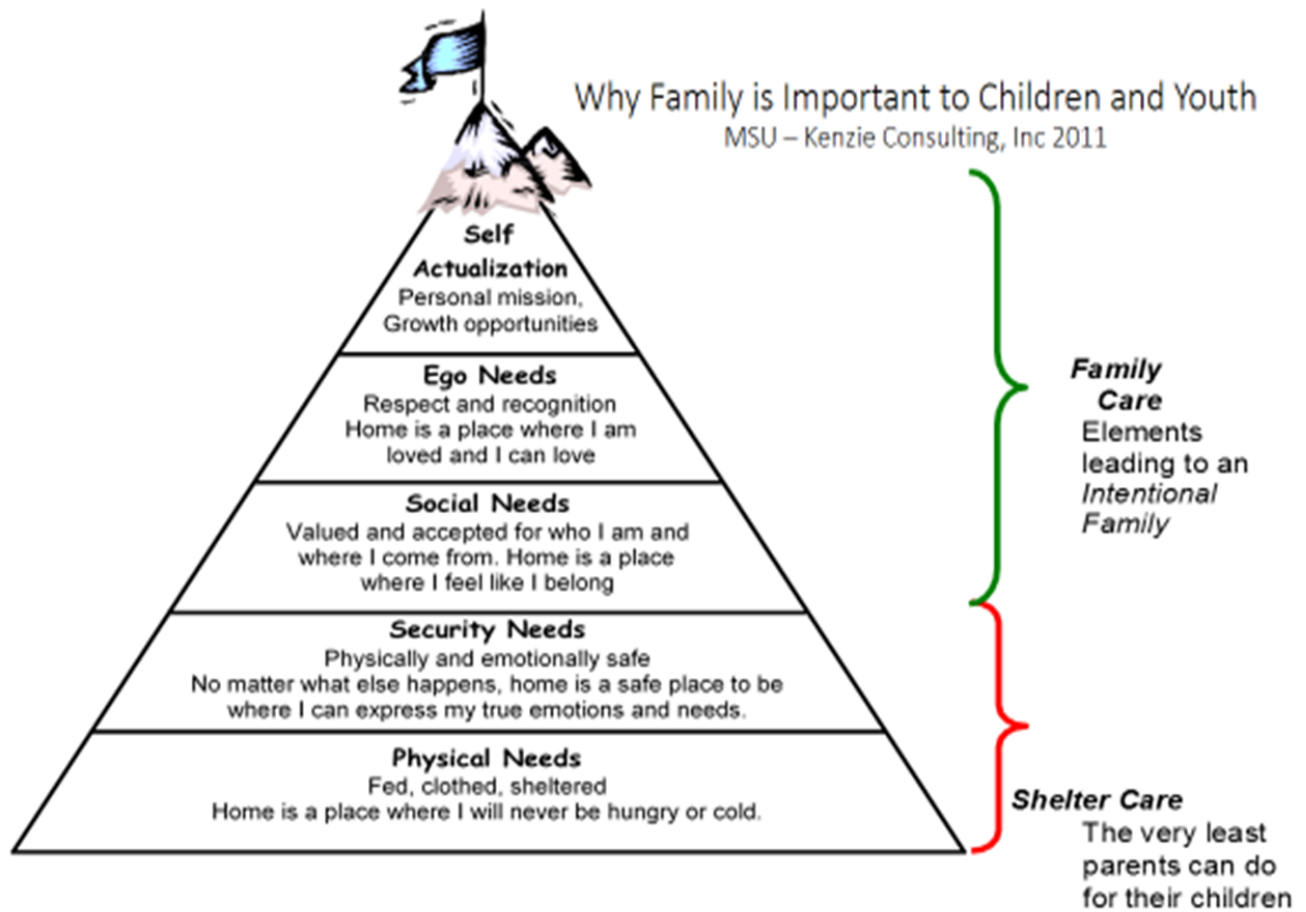 Why Family is Important to Children and Youth
MSU – Kenzie Consulting, Inc 2011
Self
Actualization
Personal mission,
Growth opportunities
Ego Needs
Respect and recognition
Home is a place where I am
loved and I can love
Social Needs
Valued and accepted for who I am and
where I come from. Home is a place
where I feel like I belong
Security Needs
Physically and emotionally safe
No matter what else happens, home is a safe place to be
where I can express my true emotions and needs.
Physical Needs
Fed, clothed, sheltered
Home is a place where I will never be hungry or cold.
Family
Care
Elements
leading to an
Intentional
Family
Shelter Care
The very least
parents can do
for their children